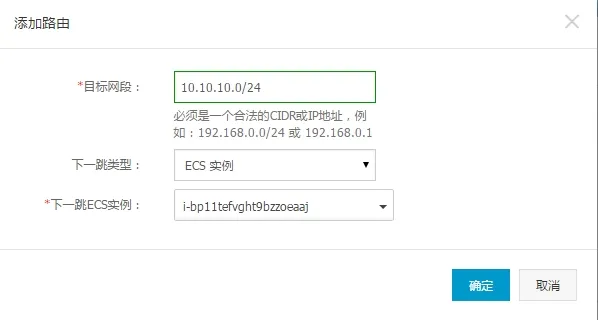 添加路由
*目标网段：
10.10.10.0/24
必须是一个合法的CIDR或IP地址，例
如：192.168.0.0/24 或 192.168.0.1
下一跳类型：
ECS 实例
*下一跳ECS实例：
i-bp11tefvght9bzzoeaaj
确定
取消